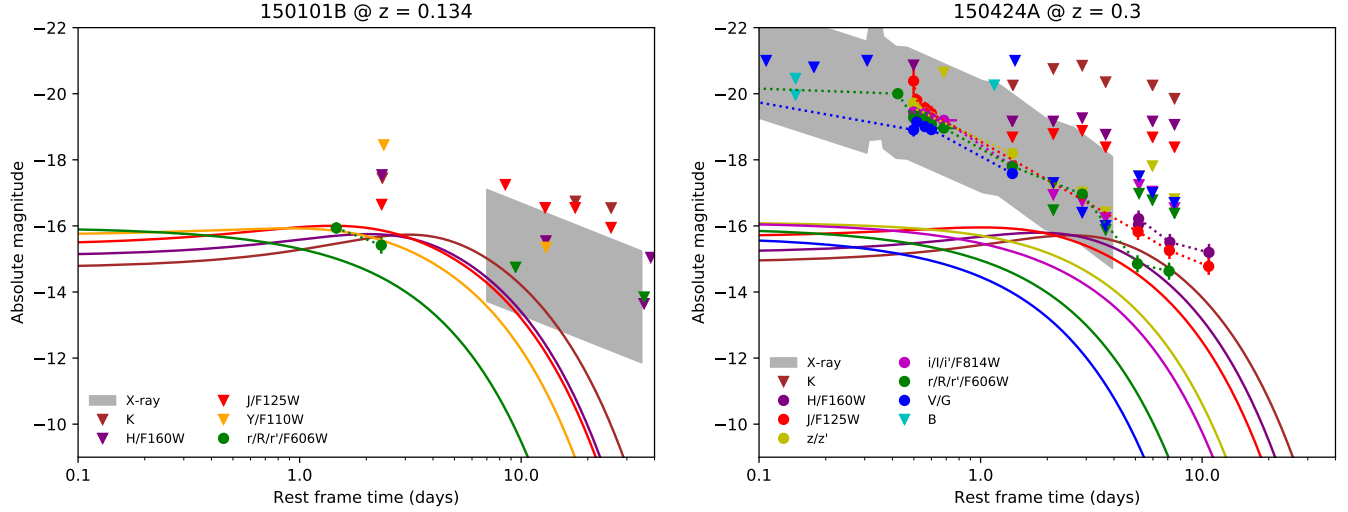 150101B @ z = 0.134
−22
−20
−18
−16
−14
−12
−10
Absolute magnitude
0.1
1.0
10.0
Rest frame time (days)
X-ray
K
H/F160W
J/F125W
Y/F110W
r/R/r'/F606W
150424A @ z = 0.3
−22
−20
−18
−16
−14
−12
−10
Absolute magnitude
0.1
1.0
10.0
Rest frame time (days)
X-ray
K
H/F160W
J/F125W
z/z'
i/I/i'/F814W
r/R/r'/F606W
V/G
B